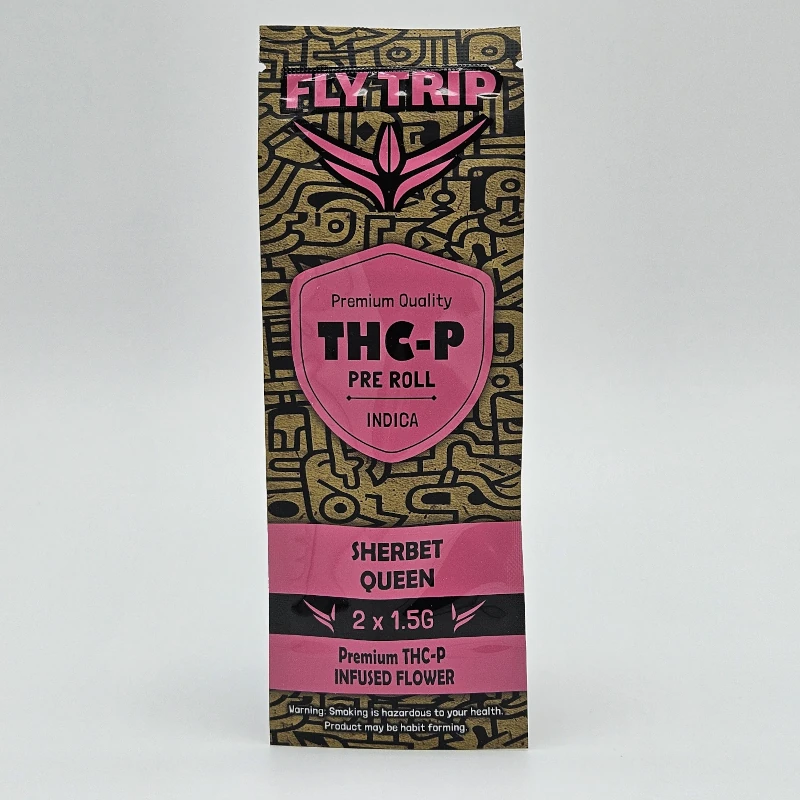 FLY TRIP
Premium Quality
THC-P
PRE ROLL
INDICA
SHERBET
QUEEN
2 x 1.5G
Premium THC-P
INFUSED FLOWER
Warning: Smoking is hazardous to your health.
Product may be habit forming.